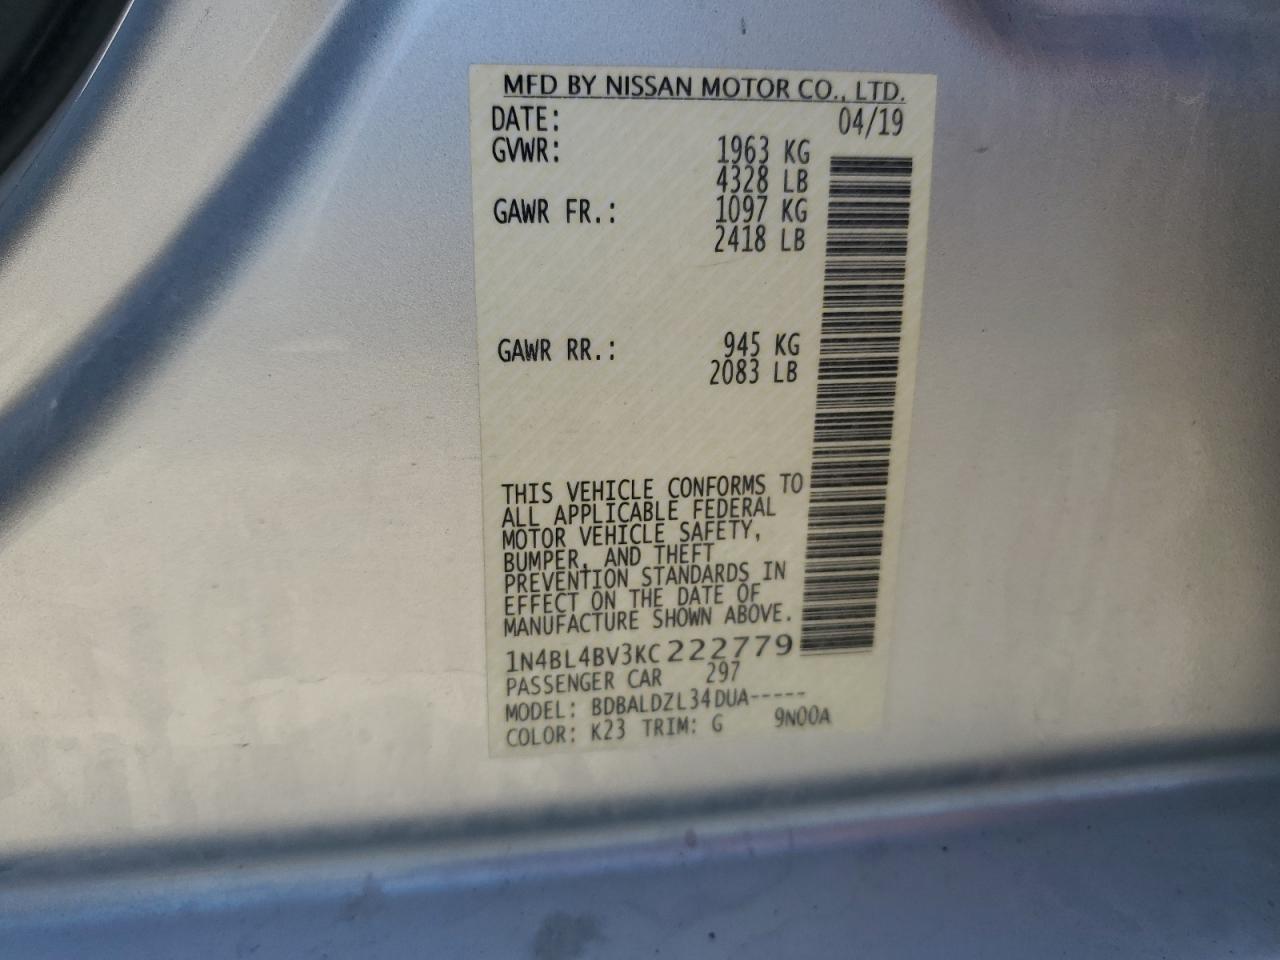 MFD BY NISSAN MOTOR CO., LTD.
DATE: 04/19
GVWR: 1963 KG
4328 LB
GAWR FR.: 1097 KG
2418 LB
GAWR RR.: 945 KG
2083 LB
THIS VEHICLE CONFORMS TO
ALL APPLICABLE FEDERAL
MOTOR VEHICLE SAFETY,
BUMPER, AND THEFT
PREVENTION STANDARDS IN
EFFECT ON THE DATE OF
MANUFACTURE SHOWN ABOVE.
1N4BL4BV3KC222779
PASSENGER CAR 297
MODEL: BDBALDZL34DUA-----
COLOR: K23 TRIM: G 9N00A